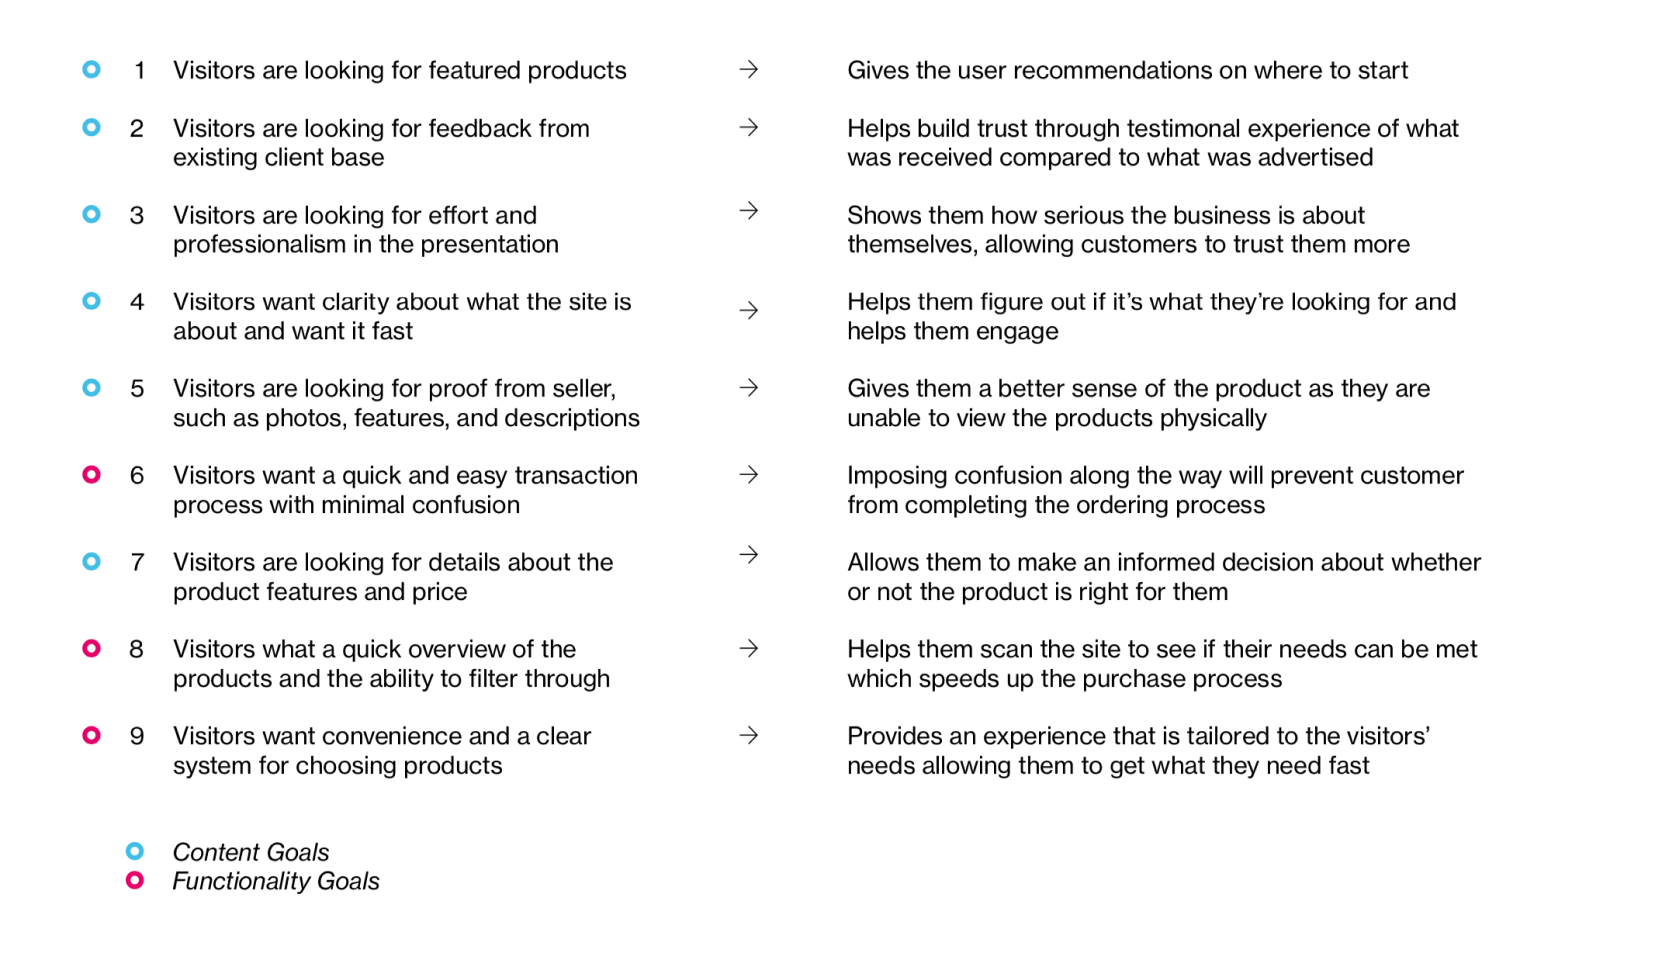 1 Visitors are looking for featured products → Gives the user recommendations on where to start
2 Visitors are looking for feedback from → Helps build trust through testimonal experience of what
existing client base was received compared to what was advertised
3 Visitors are looking for effort and → Shows them how serious the business is about
professionalism in the presentation themselves, allowing customers to trust them more
4 Visitors want clarity about what the site is → Helps them figure out if it’s what they’re looking for and
about and want it fast helps them engage
5 Visitors are looking for proof from seller, → Gives them a better sense of the product as they are
such as photos, features, and descriptions unable to view the products physically
6 Visitors want a quick and easy transaction → Imposing confusion along the way will prevent customer
process with minimal confusion from completing the ordering process
7 Visitors are looking for details about the → Allows them to make an informed decision about whether
product features and price or not the product is right for them
8 Visitors what a quick overview of the → Helps them scan the site to see if their needs can be met
products and the ability to filter through which speeds up the purchase process
9 Visitors want convenience and a clear → Provides an experience that is tailored to the visitors’
system for choosing products needs allowing them to get what they need fast
Content Goals
Functionality Goals